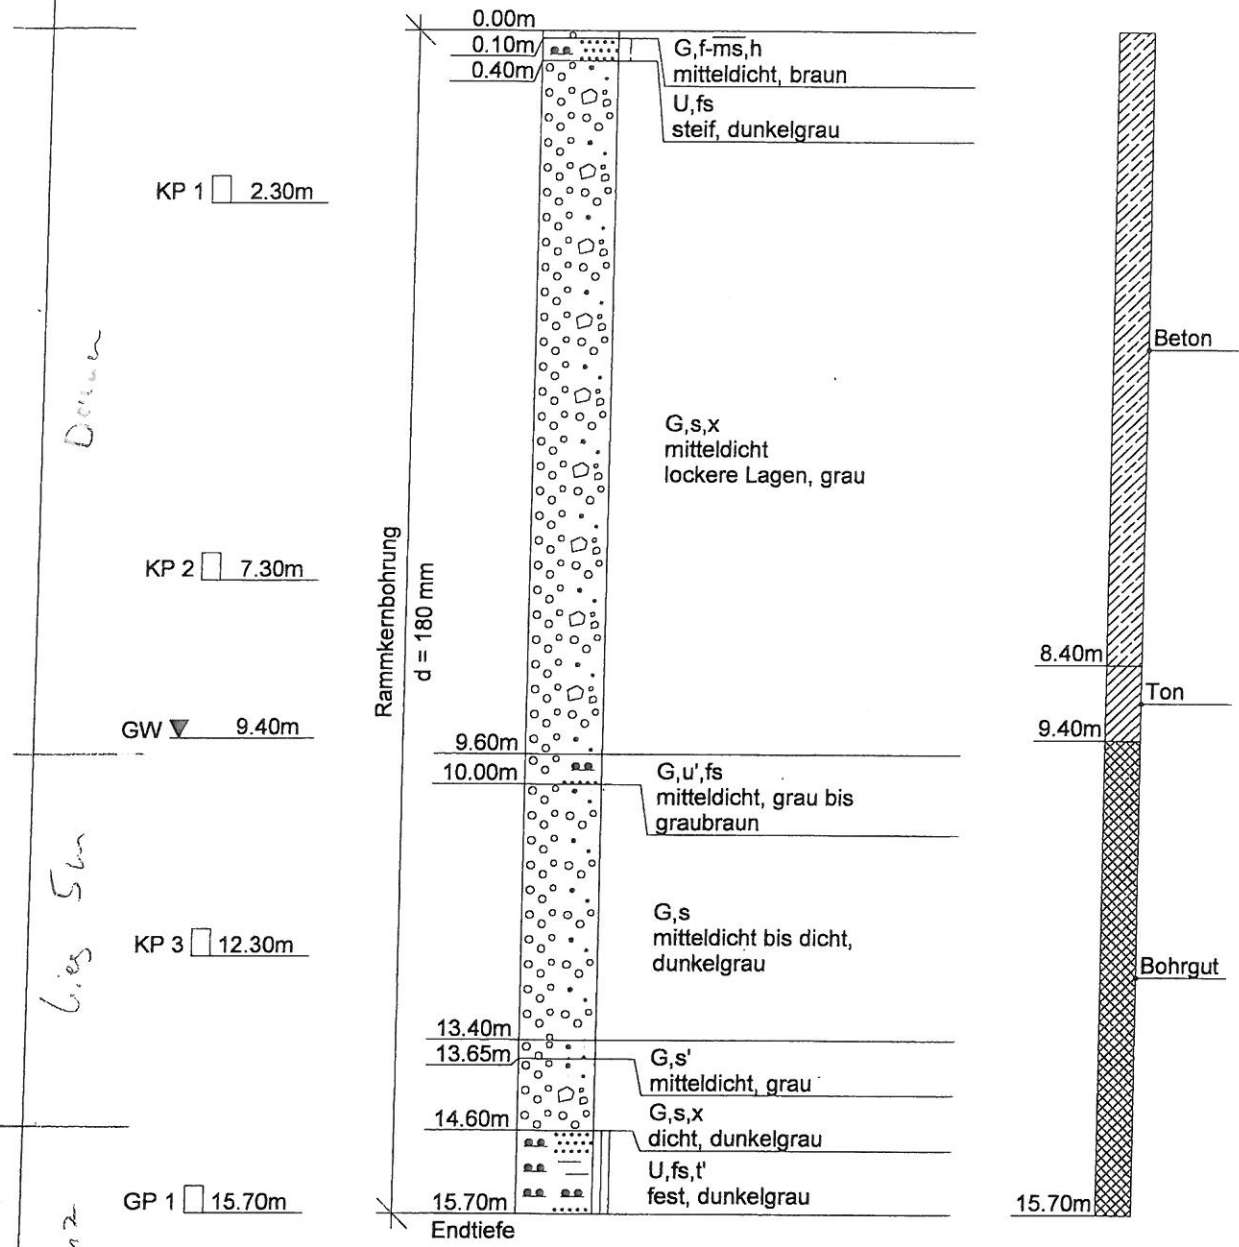 0.00m
0.10m
0.40m
G,f-m̅s̅,h
mitteldicht, braun
U,fs
steif, dunkelgrau
KP 1 2.30m
Beton
G,s,x
mitteldicht
lockere Lagen, grau
Rammkernbohrung
d = 180 mm
KP 2 7.30m
8.40m
Ton
GW 9.40m
9.40m
9.60m
10.00m
G,u',fs
mitteldicht, grau bis
graubraun
5m
KP 3 12.30m
G,s
mitteldicht bis dicht,
dunkelgrau
Bohrgut
13.40m
13.65m
G,s'
mitteldicht, grau
14.60m
G,s,x
dicht, dunkelgrau
U,fs,t'
fest, dunkelgrau
GP 1 15.70m
15.70m
Endtiefe
15.70m